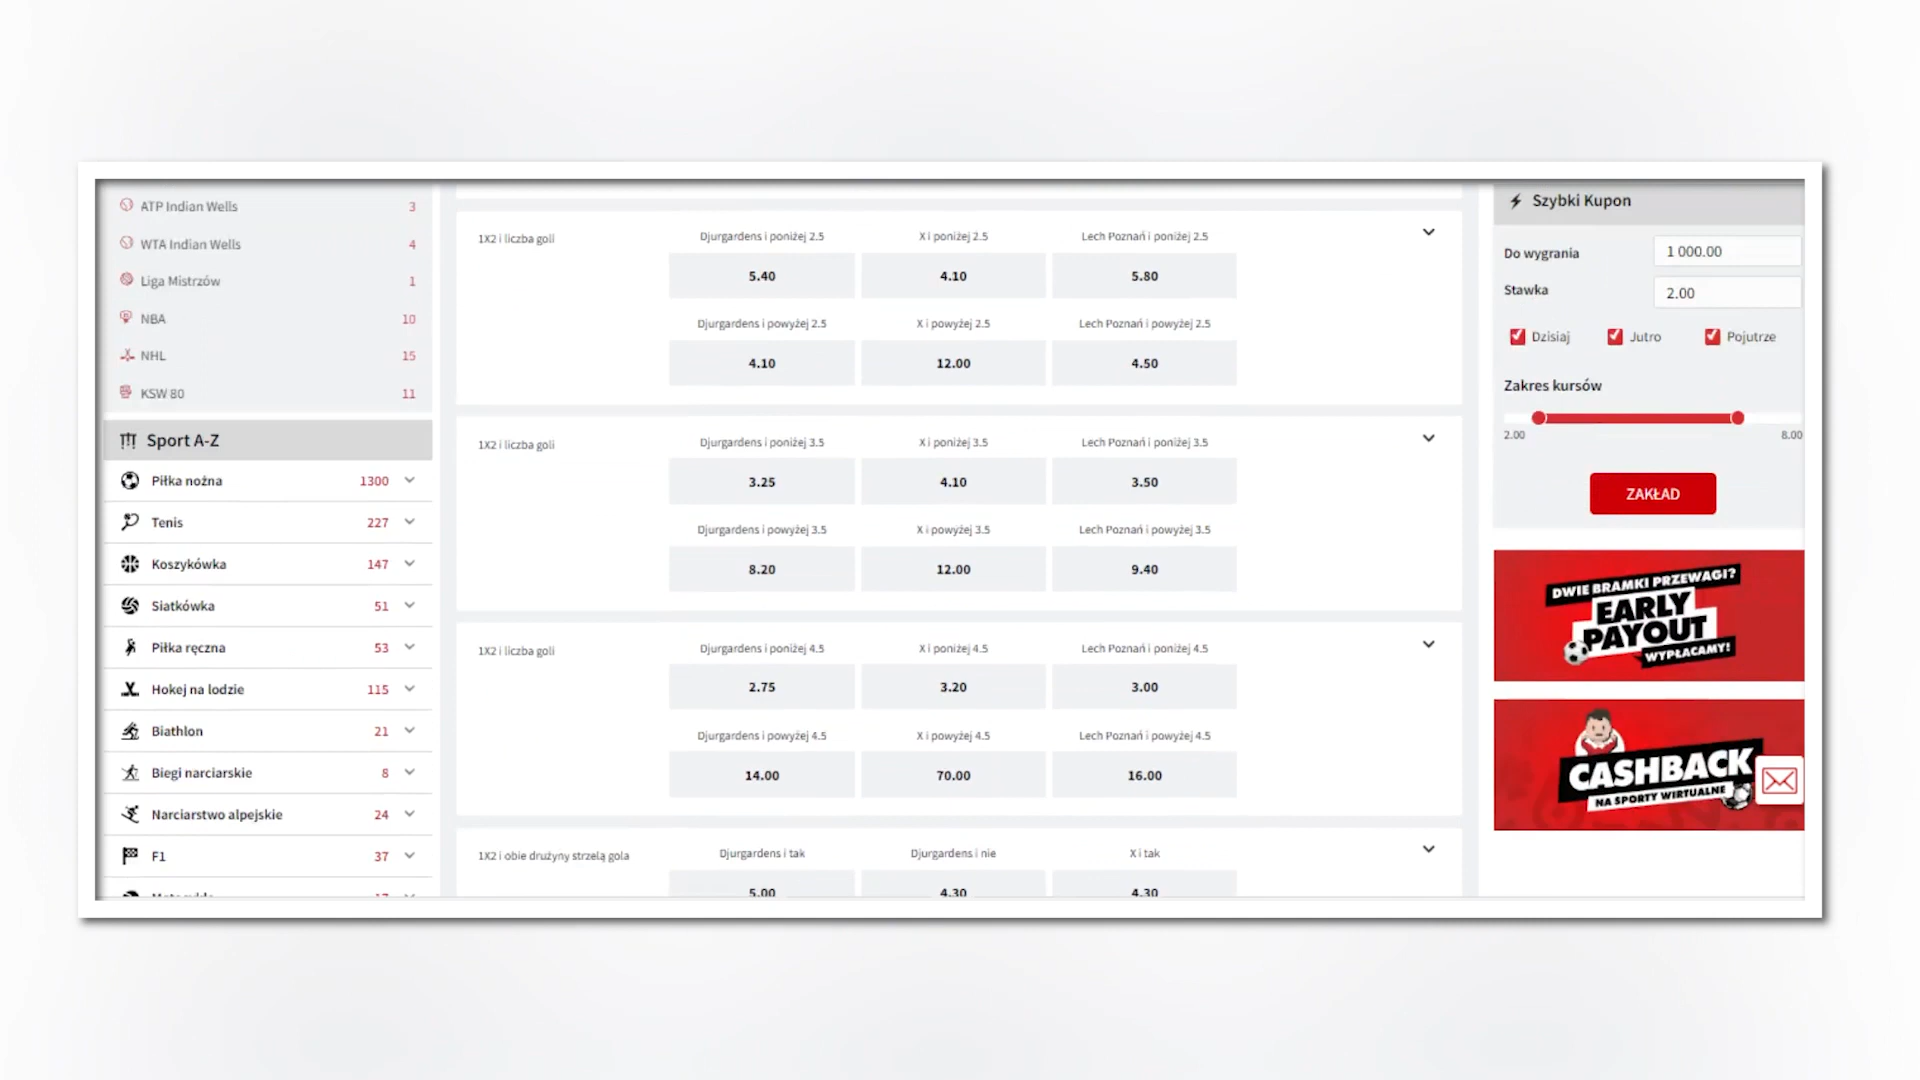 ATP Indian Wells 3
WTA Indian Wells 4
Liga Mistrzów 1
NBA 10
NHL 15
KSW 80 11
Sport A-Z
Piłka nożna 1300
Tenis 227
Koszykówka 147
Siatkówka 51
Piłka ręczna 53
Hokej na lodzie 115
Biathlon 21
Biegi narciarskie 8
Narciarstwo alpejskie 24
F1 37
1X2 i liczba goli
Djurgardens i poniżej 2.5 X i poniżej 2.5 Lech Poznań i poniżej 2.5
5.40 4.10 5.80
Djurgardens i powyżej 2.5 X i powyżej 2.5 Lech Poznań i powyżej 2.5
4.10 12.00 4.50
1X2 i liczba goli
Djurgardens i poniżej 3.5 X i poniżej 3.5 Lech Poznań i poniżej 3.5
3.25 4.10 3.50
Djurgardens i powyżej 3.5 X i powyżej 3.5 Lech Poznań i powyżej 3.5
8.20 12.00 9.40
1X2 i liczba goli
Djurgardens i poniżej 4.5 X i poniżej 4.5 Lech Poznań i poniżej 4.5
2.75 3.20 3.00
Djurgardens i powyżej 4.5 X i powyżej 4.5 Lech Poznań i powyżej 4.5
14.00 70.00 16.00
1X2 i obie drużyny strzelą gola
Djurgardens i tak Djurgardens i nie X i tak
5.00 4.30 4.30
Szybki Kupon
Do wygrania 1 000.00
Stawka 2.00
Dzisiaj Jutro Pojutrze
Zakres kursów
2.00 8.00
ZAKŁAD
DWIE BRAMKI PRZEWAGI?
EARLY
PAYOUT
WYPŁACAMY!
CASHBACK
NA SPORTY WIRTUALNE